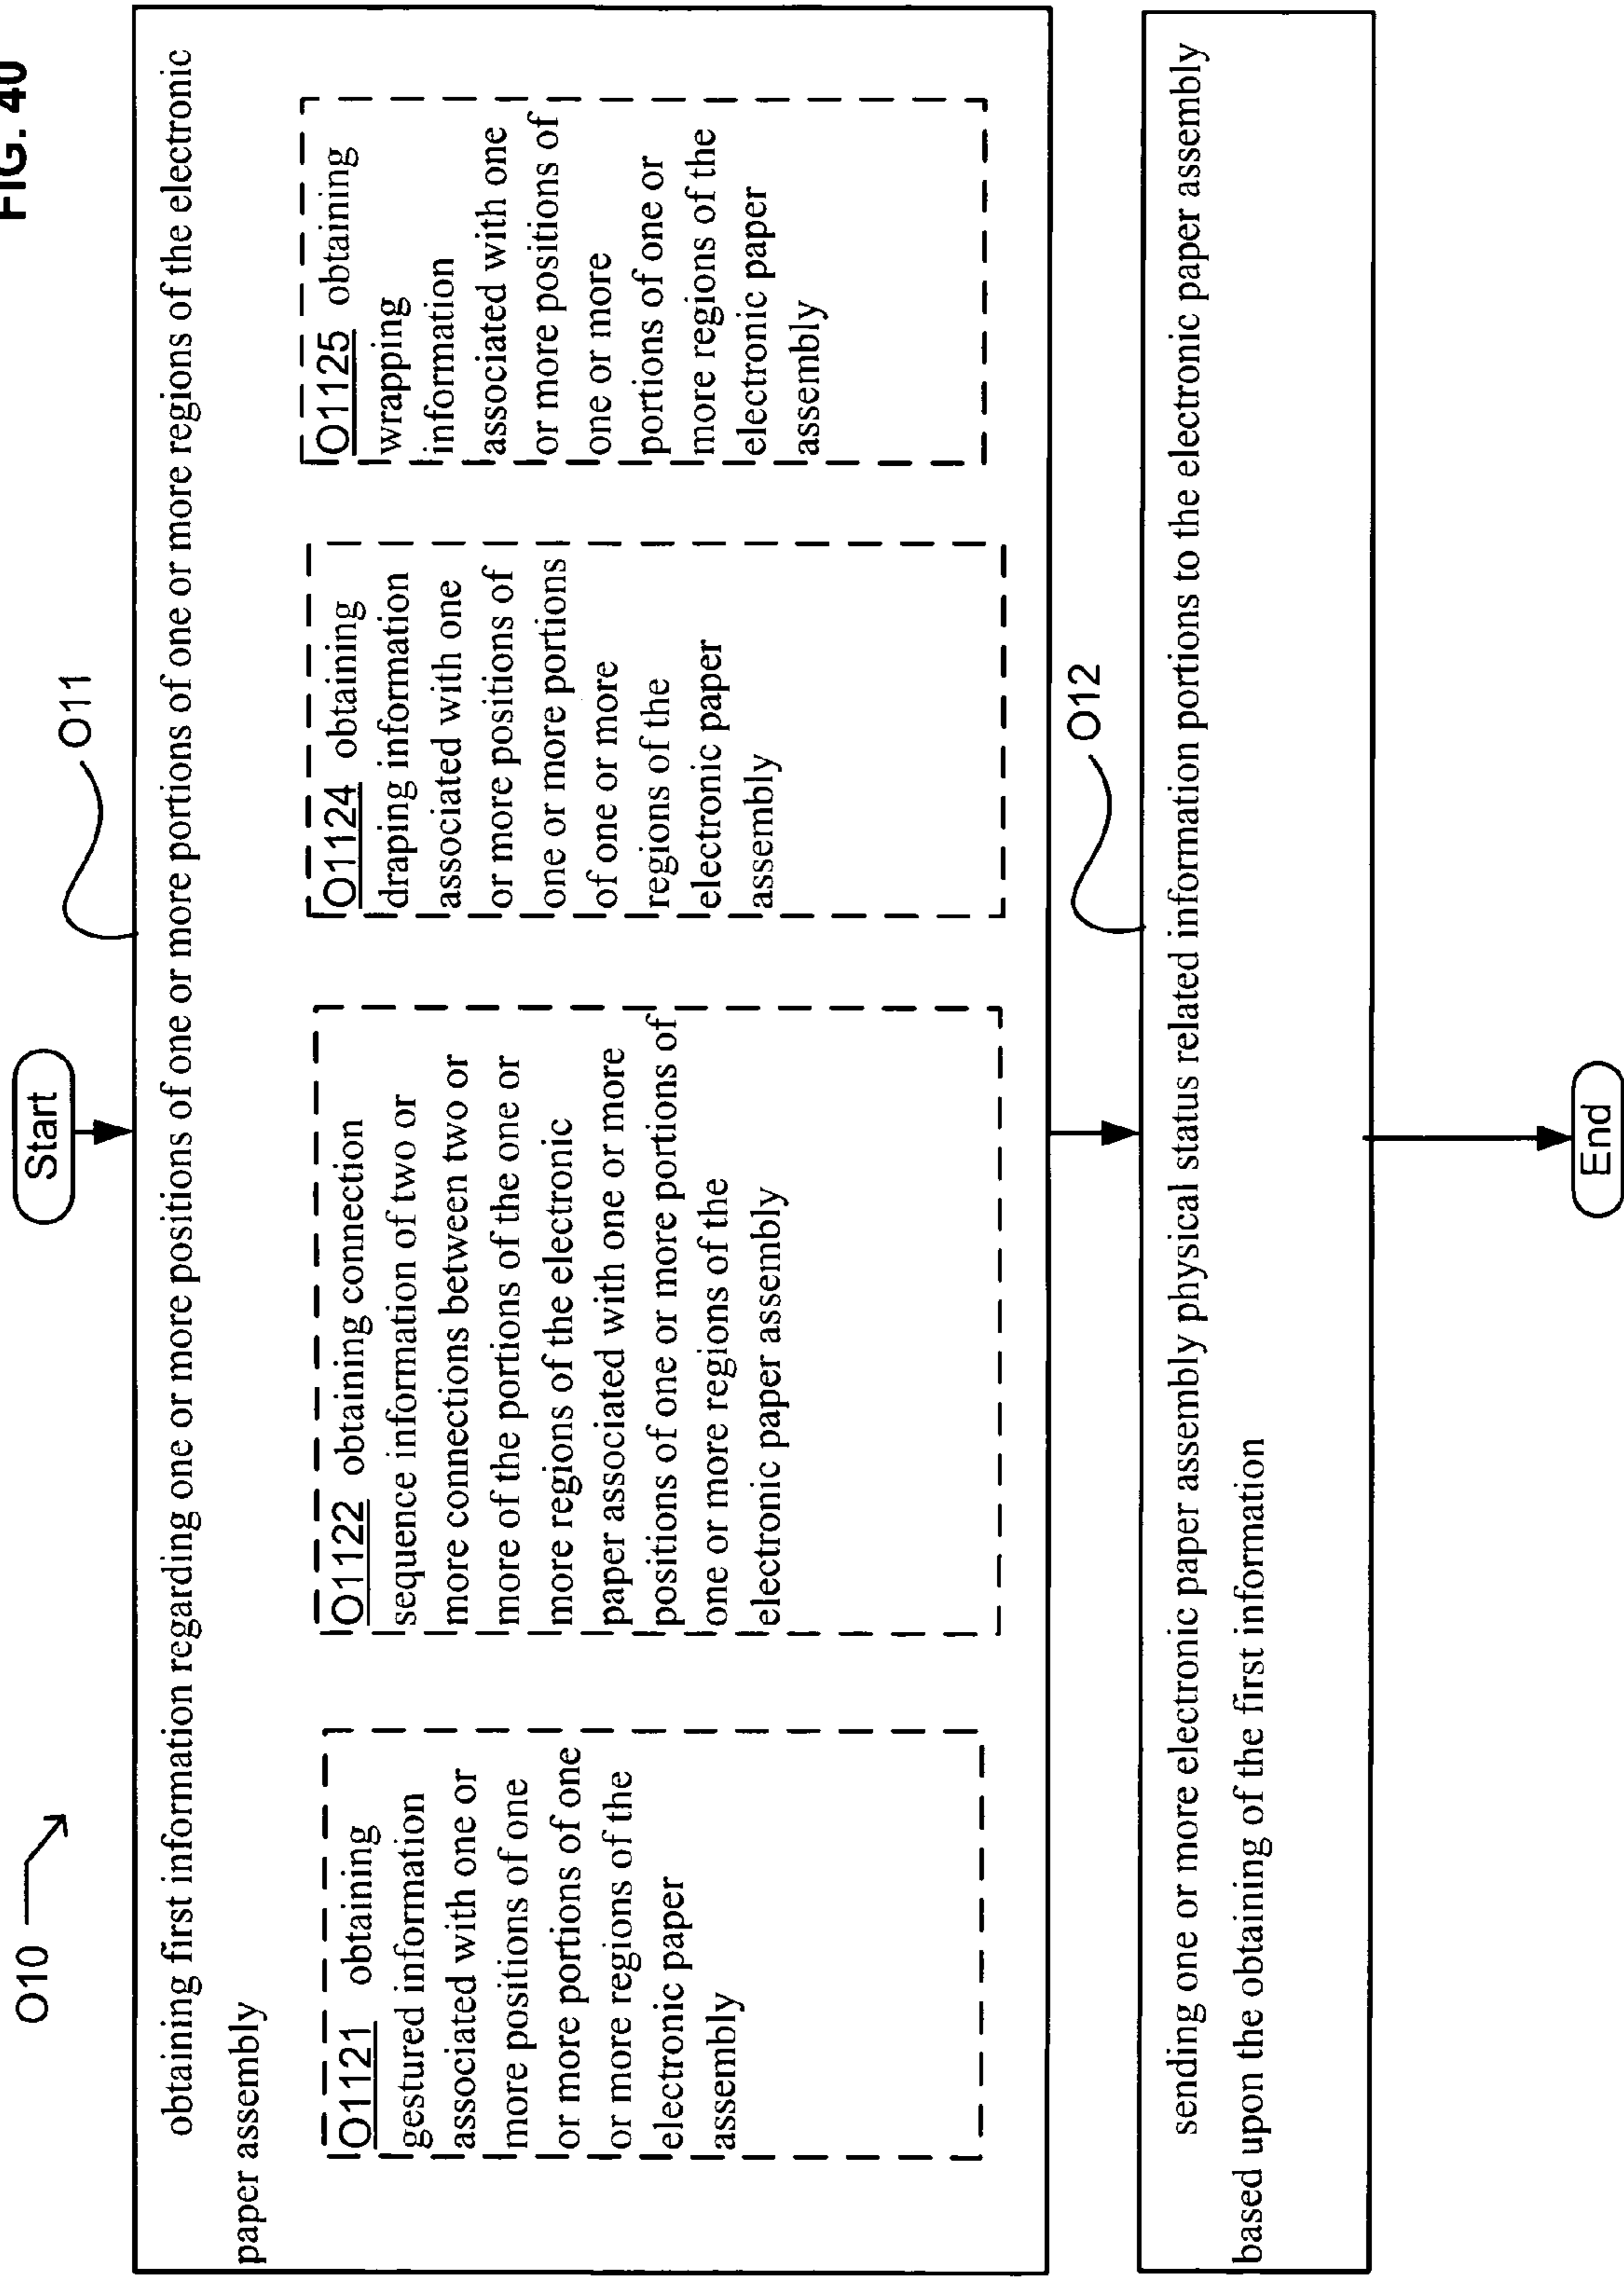 FIG. 40
O10
Start
O11
obtaining first information regarding one or more positions of one or more portions of one or more regions of the electronic
paper assembly
O1121 obtaining
gestured information
associated with one or
more positions of one
or more portions of one
or more regions of the
electronic paper
assembly
O1122 obtaining connection
sequence information of two or
more connections between two or
more of the portions of the one or
more regions of the electronic
paper associated with one or more
positions of one or more portions of
one or more regions of the
electronic paper assembly
O1124 obtaining
draping information
associated with one
or more positions of
one or more portions
of one or more
regions of the
electronic paper
assembly
O1125 obtaining
wrapping
information
associated with one
or more positions of
one or more
portions of one or
more regions of the
electronic paper
assembly
O12
sending one or more electronic paper assembly physical status related information portions to the electronic paper assembly
based upon the obtaining of the first information
End